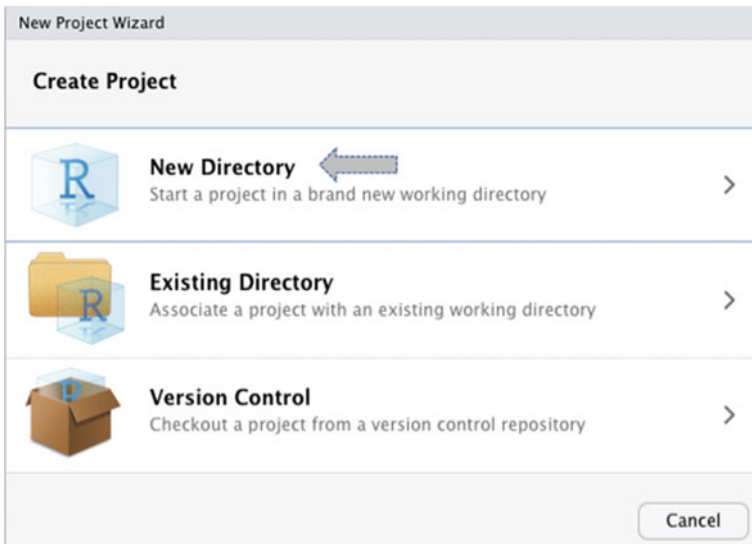 New Project Wizard
Create Project
R
New Directory
Start a project in a brand new working directory
R
Existing Directory
Associate a project with an existing working directory
Version Control
Checkout a project from a version control repository
Cancel